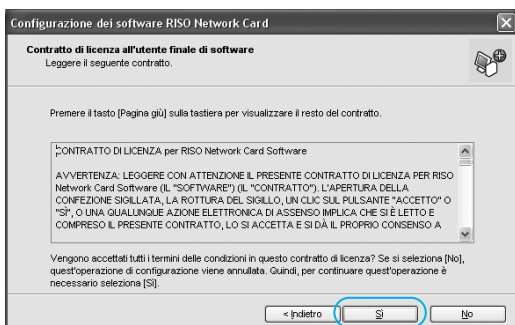 Configurazione dei software RISO Network Card
Contratto di licenza all'utente finale di software
Leggere il seguente contratto.
Premere il tasto [Pagina giù] sulla tastiera per visualizzare il resto del contratto.
CONTRATTO DI LICENZA per RISO Network Card Software
AVVERTENZA: LEGGERE CON ATTENZIONE IL PRESENTE CONTRATTO DI LICENZA PER RISO
Network Card Software (IL "SOFTWARE") (IL "CONTRATTO"). L'APERTURA DELLA
CONFEZIONE SIGILLATA, LA ROTTURA DEL SIGILLO, UN CLIC SUL PULSANTE "ACCETTO" O
"SÌ", O UNA QUALUNQUE AZIONE ELETTRONICA DI ASSENSO IMPLICA CHE SI È LETTO E
COMPRESO IL PRESENTE CONTRATTO, LO SI ACCETTA E SI DÀ IL PROPRIO CONSENSO A
Vengono accettati tutti i termini delle condizioni in questo contratto di licenza? Se si seleziona [No],
quest'operazione di configurazione viene annullata. Quindi, per continuare quest'operazione è
necessario seleziona [Sì].
< Indietro
Sì
No